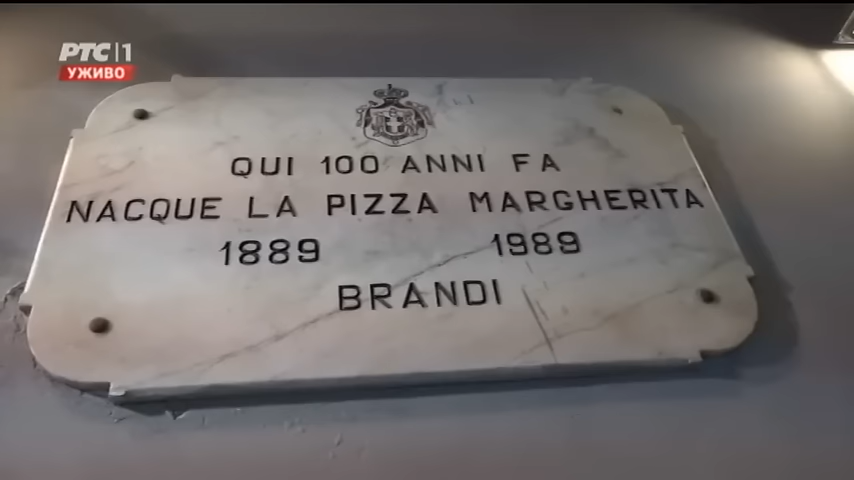 РТС|1
УЖИВО
QUI 100 ANNI FA
NACQUE LA PIZZA MARGHERITA
1889 1989
BRANDI